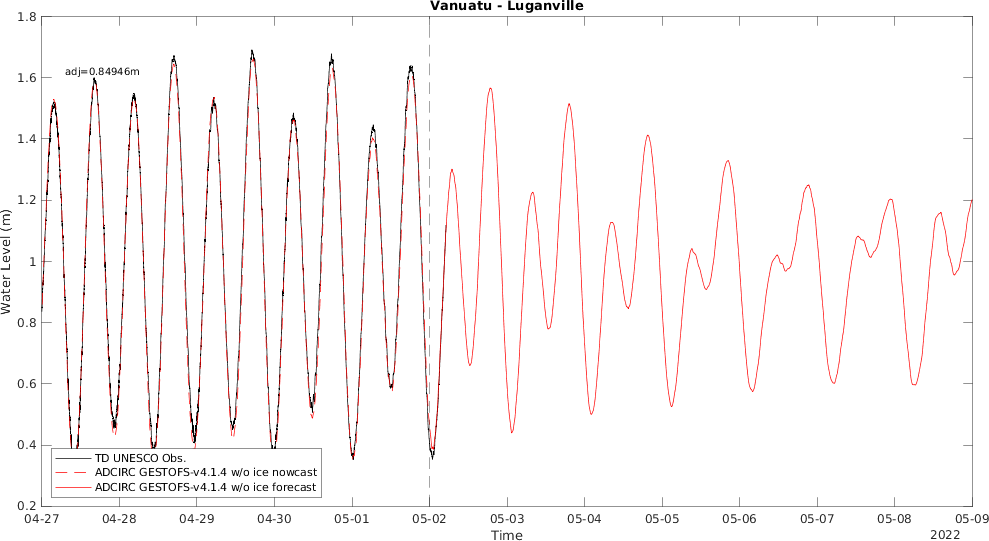 Vanuatu - Luganville
1.8
1.6
1.4
1.2
1
0.8
0.6
0.4
0.2
Water Level (m)
adj=0.84946m
TD UNESCO Obs.
ADCIRC GESTOFS-v4.1.4 w/o ice nowcast
ADCIRC GESTOFS-v4.1.4 w/o ice forecast
04-27 04-28 04-29 04-30 05-01 05-02 05-03 05-04 05-05 05-06 05-07 05-08 05-09
Time
2022